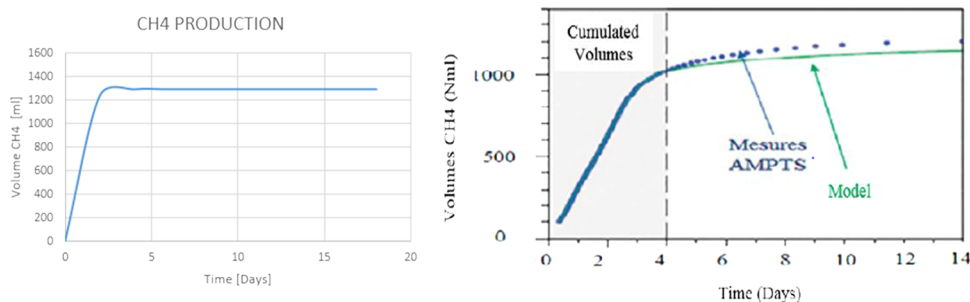 CH4 PRODUCTION
Volume CH4 [ml]
1600
1400
1200
1000
800
600
400
200
0
0 5 10 15 20
Time [Days]
Cumulated
Volumes
Volumes CH4 (Nml)
1000
500
0
Mesures
AMPTS
Model
0 2 4 6 8 10 12 14
Time (Days)